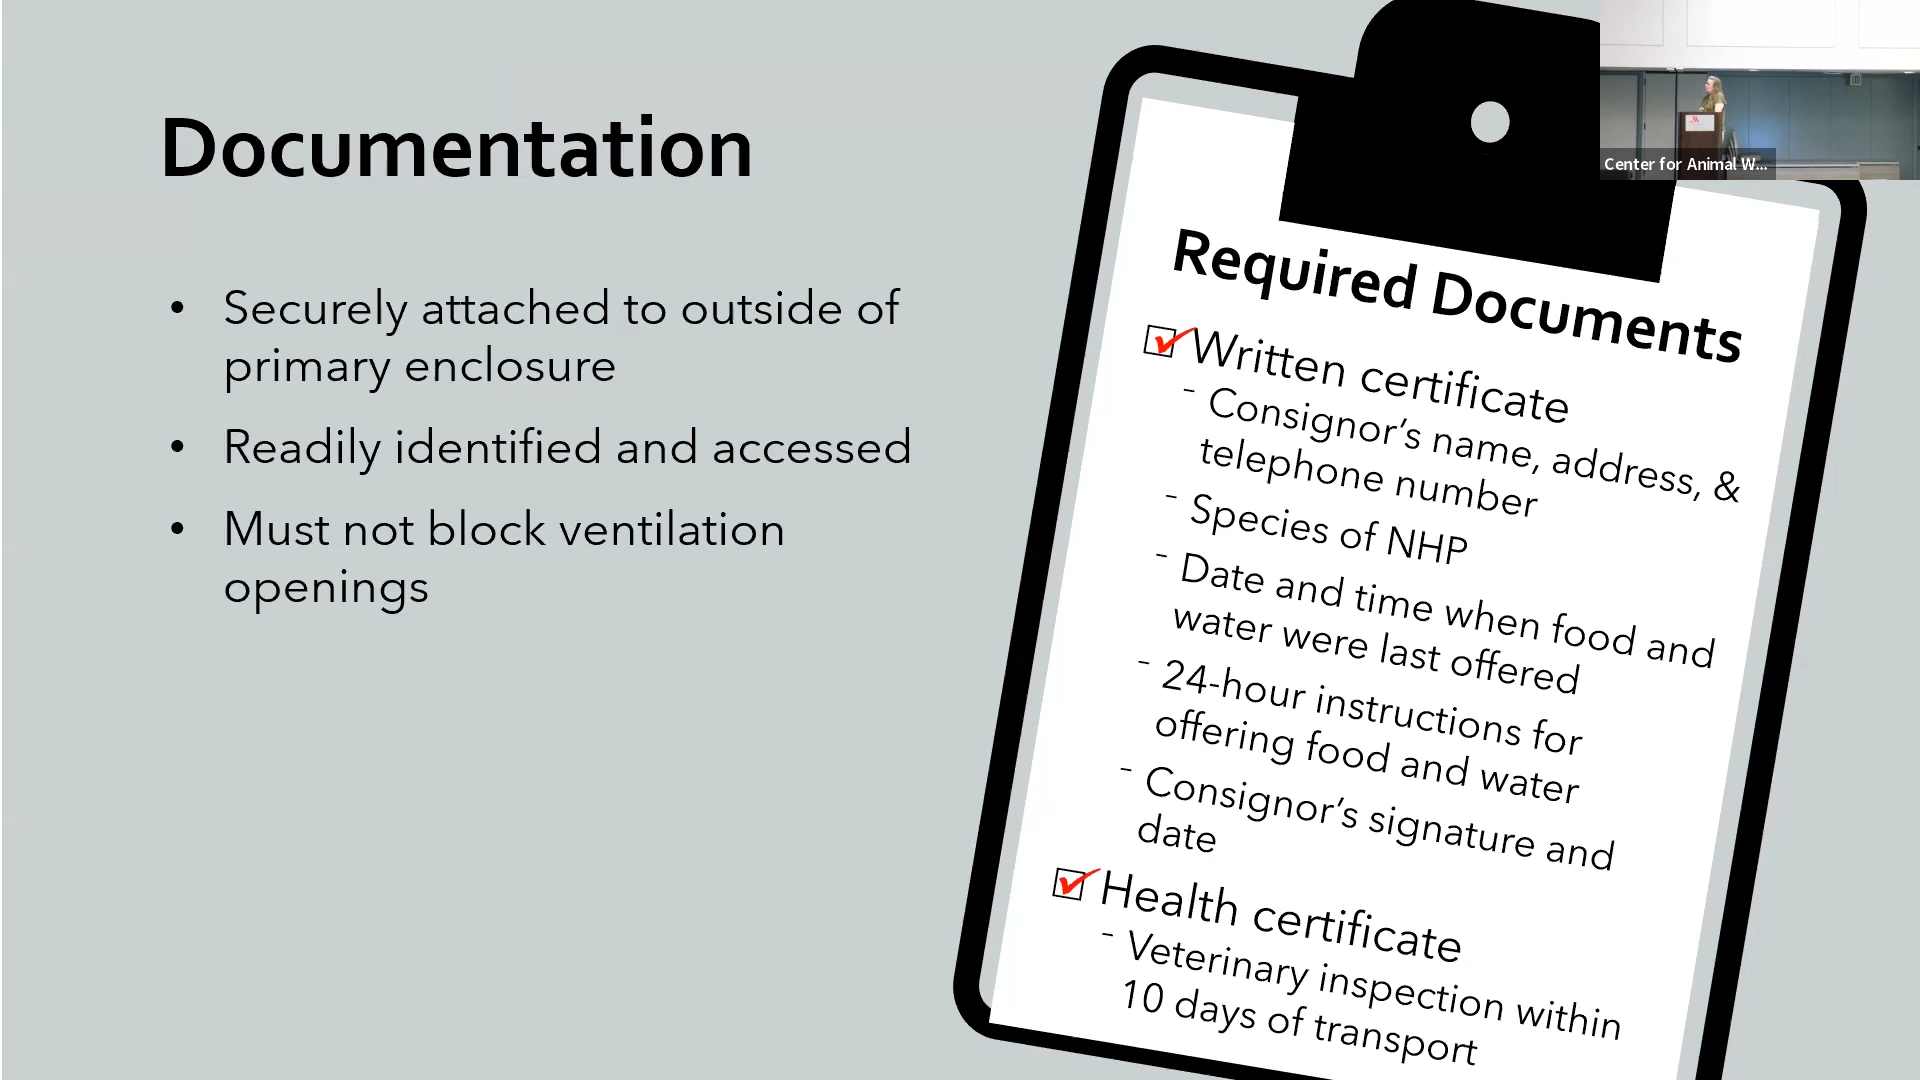 Documentation
• Securely attached to outside of
primary enclosure
• Readily identified and accessed
• Must not block ventilation
openings
Required Documents
Written certificate
- Consignor’s name, address, &
telephone number
- Species of NHP
- Date and time when food and
water were last offered
- 24-hour instructions for
offering food and water
- Consignor’s signature and
date
Health certificate
- Veterinary inspection within
10 days of transport
Center for Animal W...